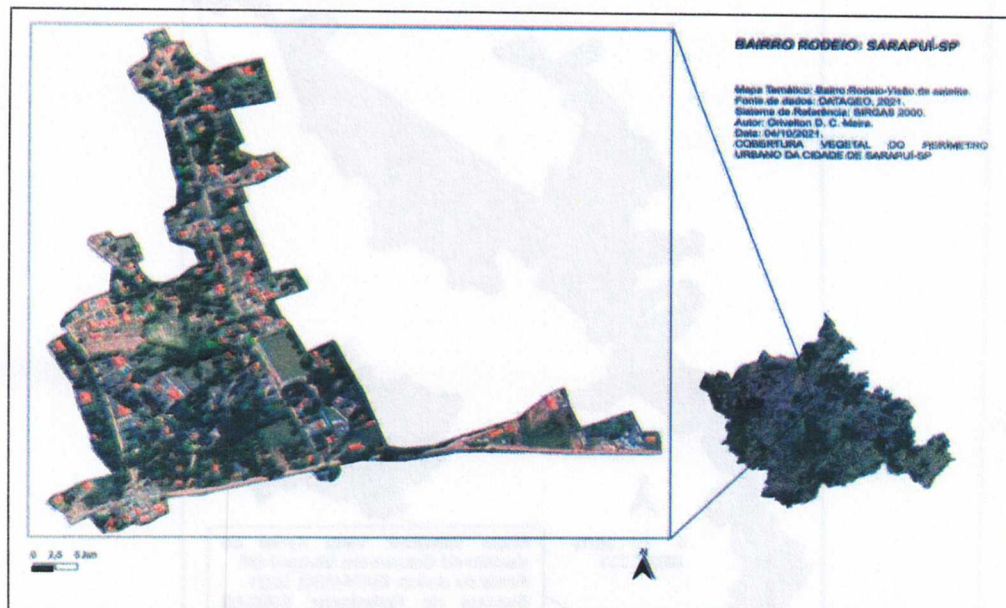 BAIRRO RODEIO: SARAPUÍ-SP
Mapa Temático: Bairro Rodeio-Visão de satelite.
Fonte de dados: DATAGEO, 2021.
Sistema de Referência: SIRGAS 2000.
Autor: Orivelton D. C. Meira.
Data: 04/10/2021.
COBERTURA VEGETAL DO PERIMETRO
URBANO DA CIDADE DE SARAPUÍ-SP
0 2,5 5 km
N